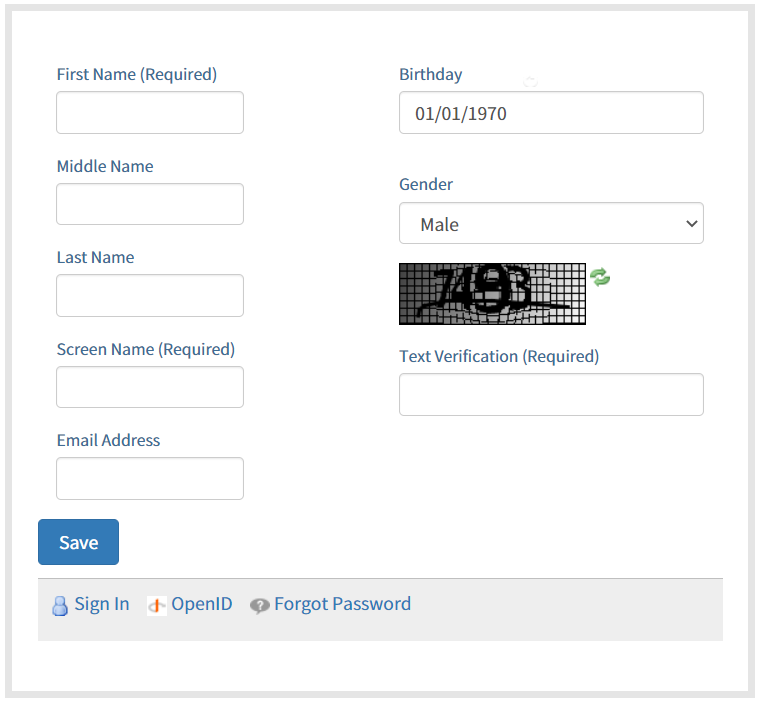 First Name (Required)
Middle Name
Last Name
Screen Name (Required)
Email Address
Birthday
01/01/1970
Gender
Male
Text Verification (Required)
Save
Sign In
OpenID
Forgot Password